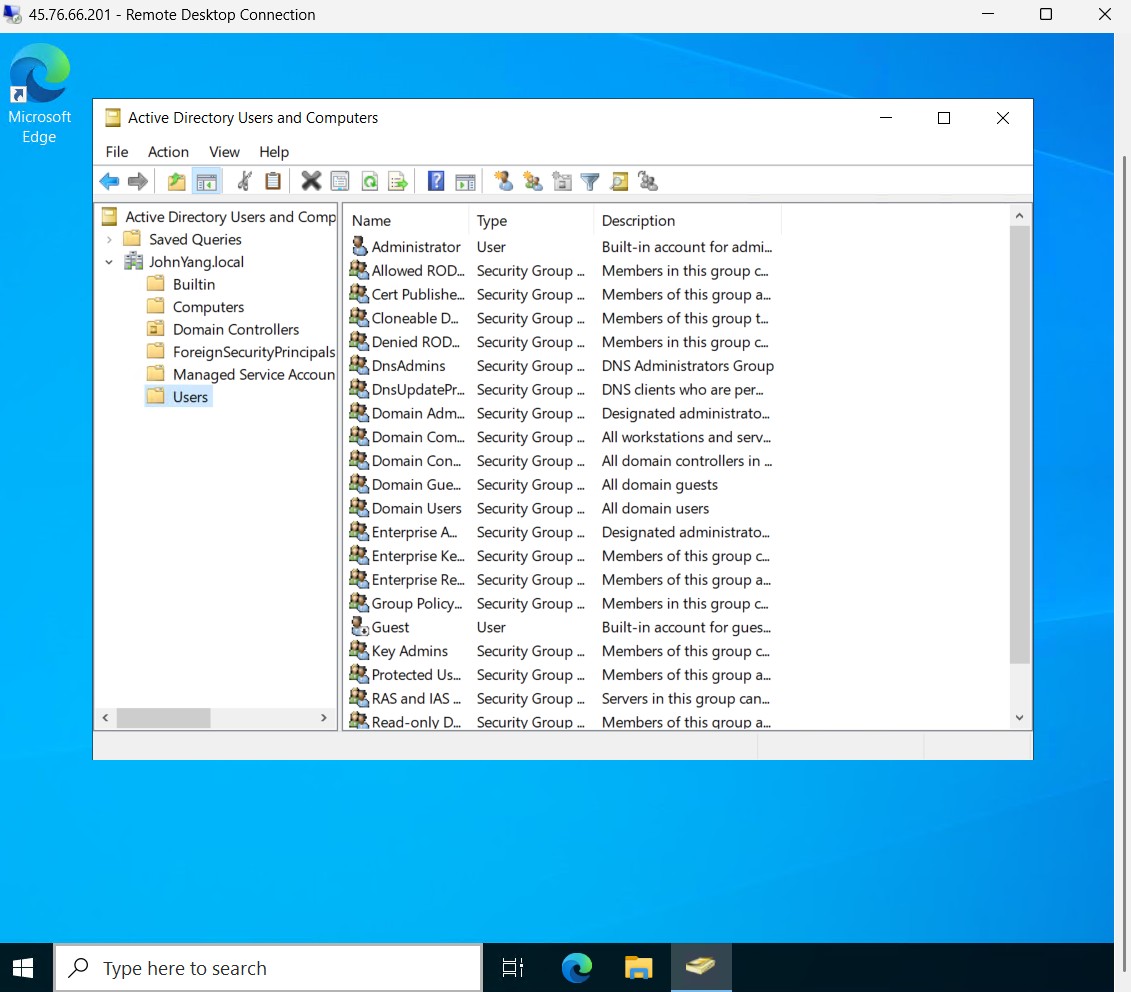 45.76.66.201 - Remote Desktop Connection
Microsoft
Edge
Active Directory Users and Computers
File Action View Help
Active Directory Users and Comp
Saved Queries
JohnYang.local
Builtin
Computers
Domain Controllers
ForeignSecurityPrincipals
Managed Service Accoun
Users
Name Type Description
Administrator User Built-in account for admi...
Allowed ROD... Security Group ... Members in this group c...
Cert Publishe... Security Group ... Members of this group a...
Cloneable D... Security Group ... Members of this group t...
Denied ROD... Security Group ... Members in this group c...
DnsAdmins Security Group ... DNS Administrators Group
DnsUpdatePr... Security Group ... DNS clients who are per...
Domain Adm... Security Group ... Designated administrato...
Domain Com... Security Group ... All workstations and serv...
Domain Con... Security Group ... All domain controllers in ...
Domain Gue... Security Group ... All domain guests
Domain Users Security Group ... All domain users
Enterprise A... Security Group ... Designated administrato...
Enterprise Ke... Security Group ... Members of this group c...
Enterprise Re... Security Group ... Members of this group a...
Group Policy... Security Group ... Members in this group c...
Guest User Built-in account for gues...
Key Admins Security Group ... Members of this group c...
Protected Us... Security Group ... Members of this group a...
RAS and IAS ... Security Group ... Servers in this group can...
Read-only D... Security Group ... Members of this group a...
Type here to search